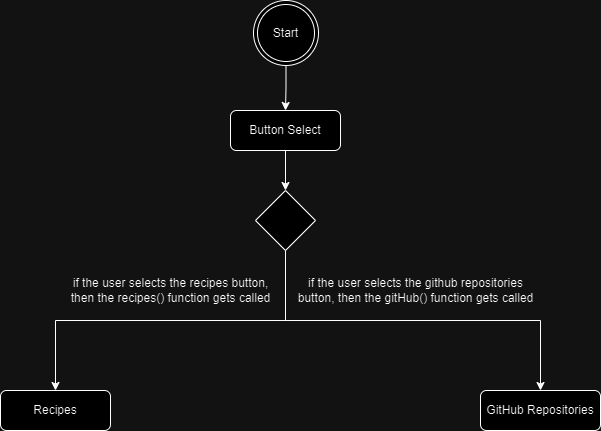 Start
Button Select
if the user selects the recipes button,
then the recipes() function gets called
if the user selects the github repositories
button, then the gitHub() function gets called
Recipes
GitHub Repositories